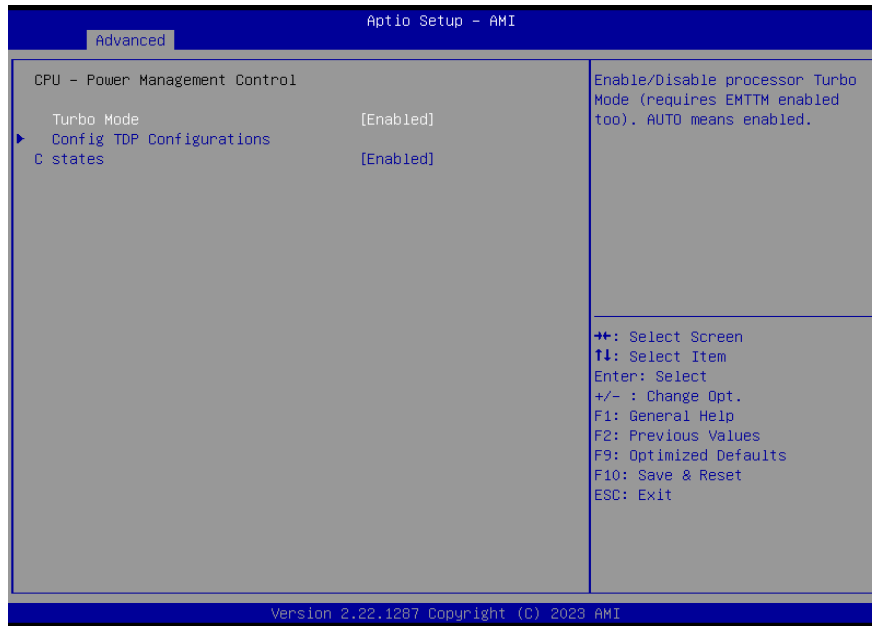 Aptio Setup – AMI
Advanced
CPU – Power Management Control
Turbo Mode [Enabled]
Config TDP Configurations
C states [Enabled]
Enable/Disable processor Turbo
Mode (requires EMTTM enabled
too). AUTO means enabled.
→←: Select Screen
↑↓: Select Item
Enter: Select
+/- : Change Opt.
F1: General Help
F2: Previous Values
F9: Optimized Defaults
F10: Save & Reset
ESC: Exit
Version 2.22.1287 Copyright (C) 2023 AMI